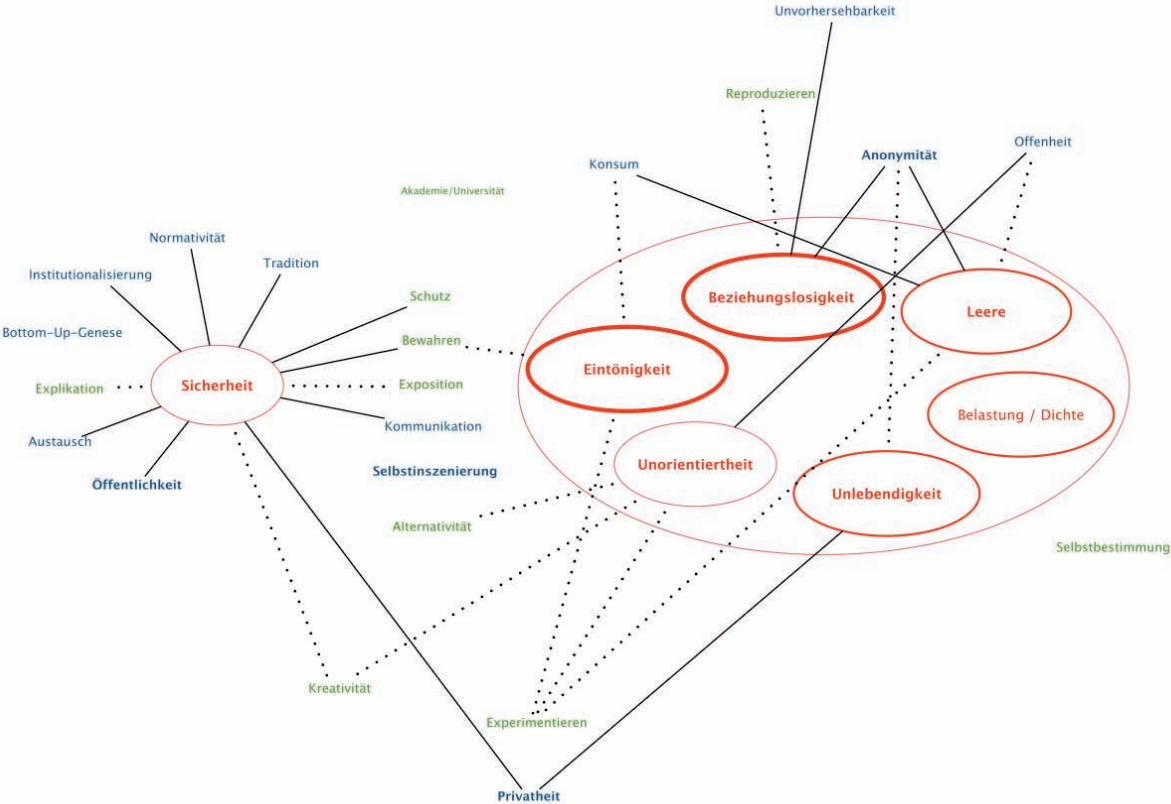 Unvorhersehbarkeit
Reproduzieren
Offenheit
Anonymität
Konsum
Akademie/Universität
Normativität
Tradition
Institutionalisierung
Schutz
Beziehungslosigkeit
Leere
Bottom-Up-Genese
Bewahren
Eintönigkeit
Explikation
Sicherheit
Exposition
Belastung / Dichte
Kommunikation
Austausch
Unorientiertheit
Selbstinszenierung
Öffentlichkeit
Unlebendigkeit
Alternativität
Selbstbestimmung
Kreativität
Experimentieren
Privatheit